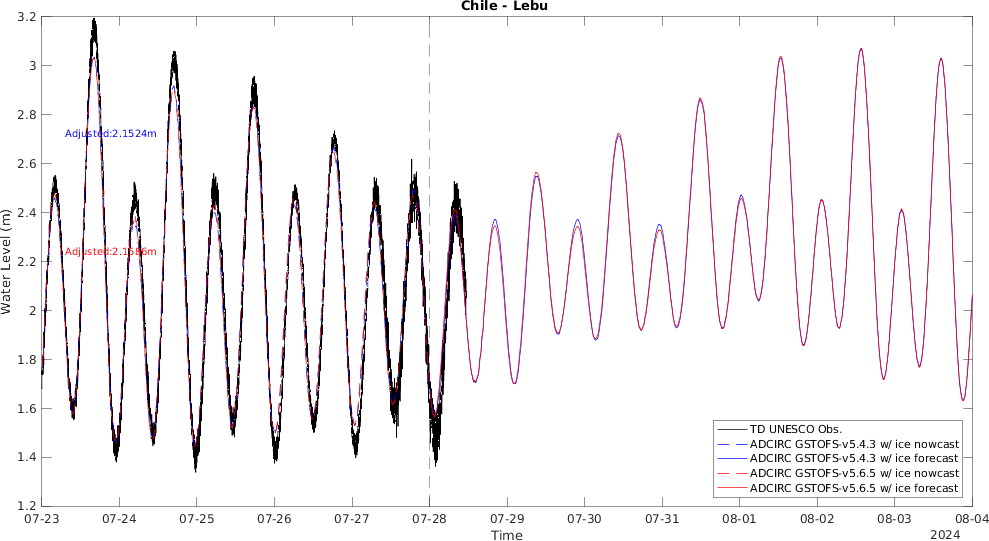 Chile - Lebu
3.2
3
2.8
2.6
2.4
2.2
2
1.8
1.6
1.4
1.2
Water Level (m)
Adjusted:2.1524m
Adjusted:2.1586m
TD UNESCO Obs.
ADCIRC GSTOFS-v5.4.3 w/ ice nowcast
ADCIRC GSTOFS-v5.4.3 w/ ice forecast
ADCIRC GSTOFS-v5.6.5 w/ ice nowcast
ADCIRC GSTOFS-v5.6.5 w/ ice forecast
07-23 07-24 07-25 07-26 07-27 07-28 07-29 07-30 07-31 08-01 08-02 08-03 08-04
Time
2024